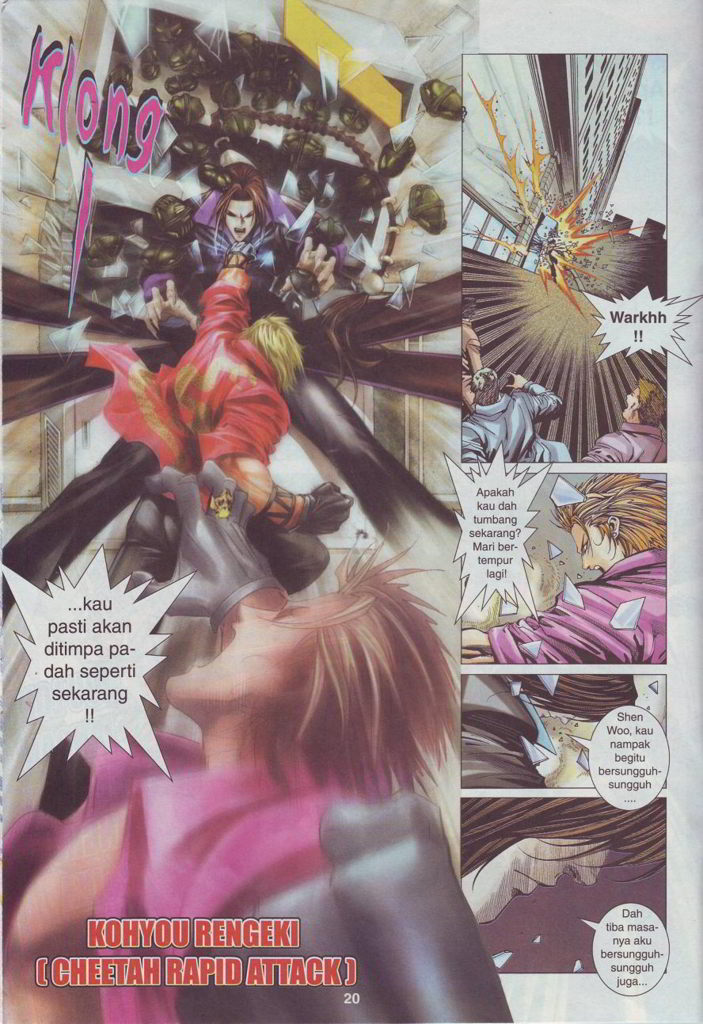 Klong!
...kau
pasti akan
ditimpa pa-
dah seperti
sekarang
!!
KOHYOU RENGEKI
( CHEETAH RAPID ATTACK )
Warkhh
!!
Apakah
kau dah
tumbang
sekarang?
Mari ber-
tempur
lagi!
Shen
Woo, kau
nampak
begitu
bersungguh-
sungguh
....
Dah
tiba masa-
nya aku
bersungguh-
sungguh
juga...
20